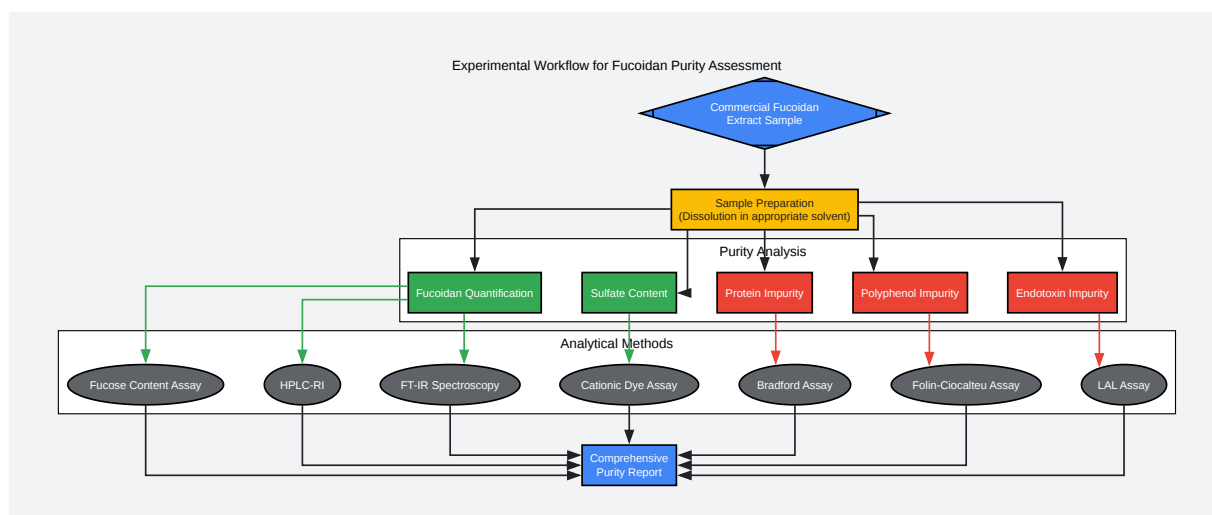 Experimental Workflow for Fucoidan Purity Assessment
Commercial Fucoidan
Extract Sample
Sample Preparation
(Dissolution in appropriate solvent)
Purity Analysis
Fucoidan Quantification
Sulfate Content
Protein Impurity
Polyphenol Impurity
Endotoxin Impurity
Analytical Methods
Fucose Content Assay
HPLC-RI
FT-IR Spectroscopy
Cationic Dye Assay
Bradford Assay
Folin-Ciocalteu Assay
LAL Assay
Comprehensive
Purity Report